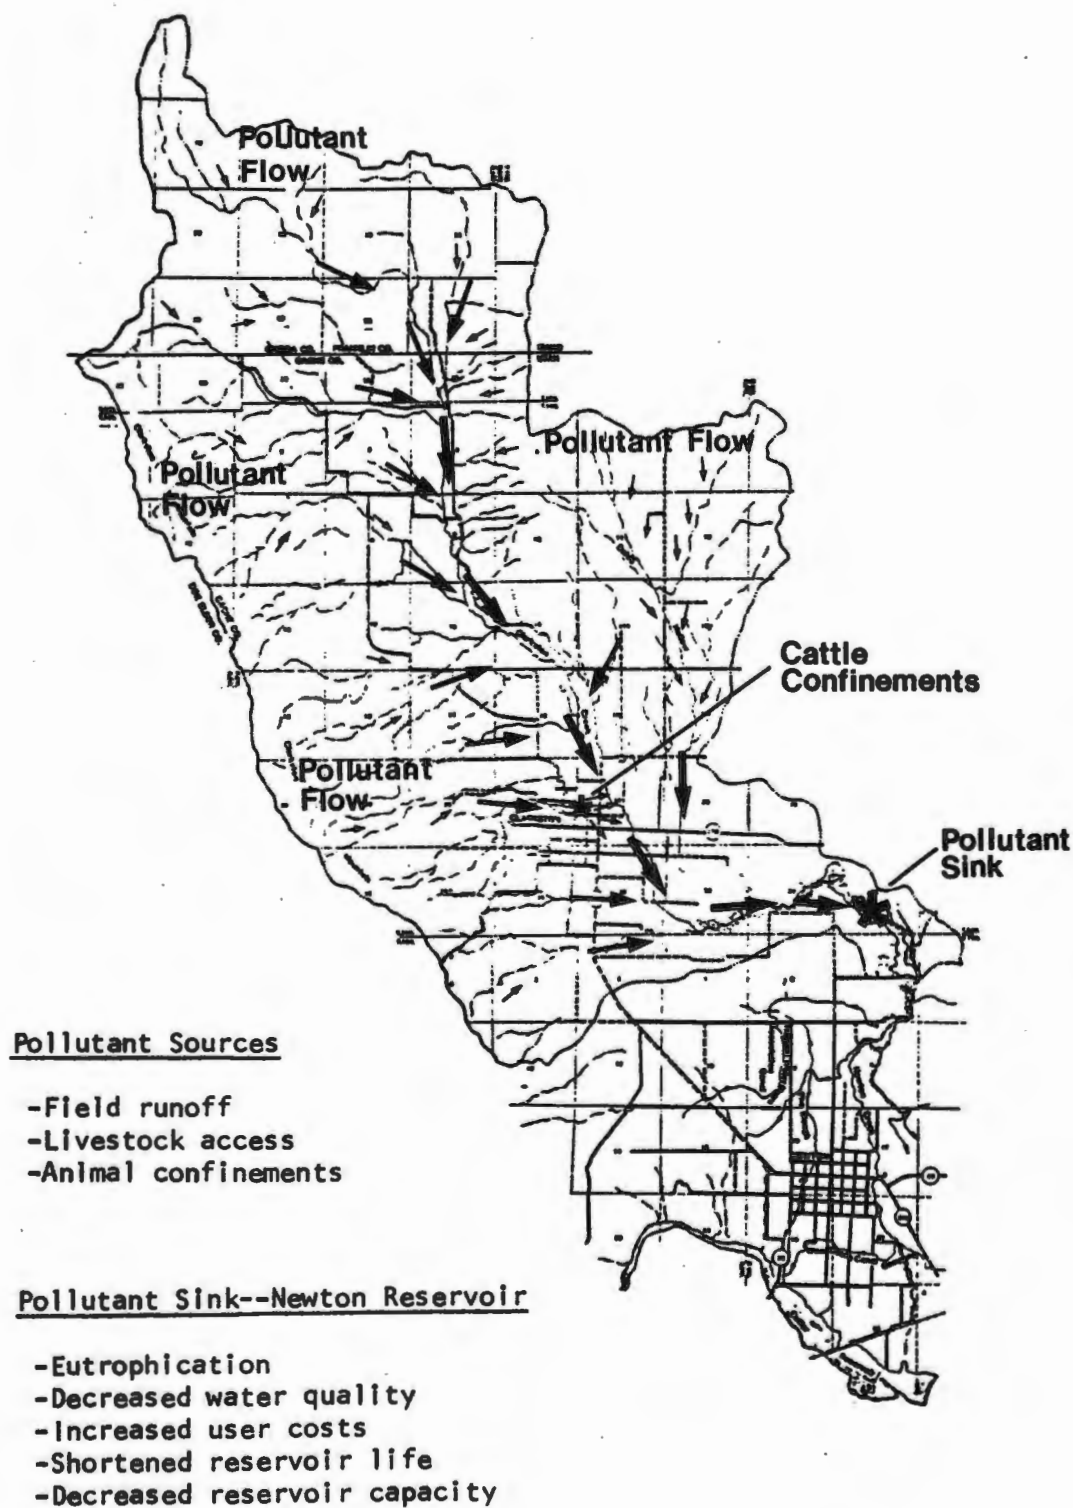 Pollutant
Flow
Pollutant Flow
Pollutant
Flow
Cattle
Confinements
Pollutant
Flow
Pollutant
Sink
Pollutant Sources
-Field runoff
-Livestock access
-Animal confinements
Pollutant Sink--Newton Reservoir
-Eutrophication
-Decreased water quality
-Increased user costs
-Shortened reservoir life
-Decreased reservoir capacity